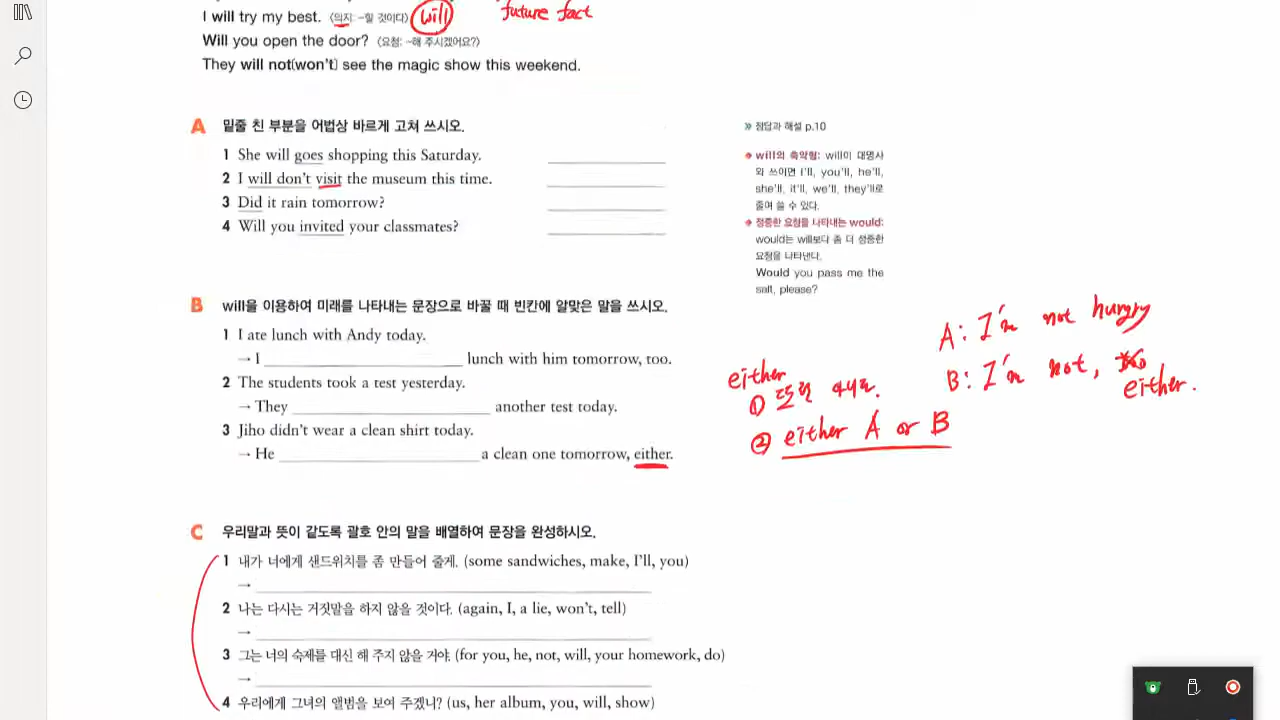 I will try my best. 〈의지: ~할 것이다〉 will future fact
Will you open the door? 〈요청: ~해 주시겠어요?〉
They will not[won't] see the magic show this weekend.
A 밑줄 친 부분을 어법상 바르게 고쳐 쓰시오.
1 She will goes shopping this Saturday.
2 I will don't visit the museum this time.
3 Did it rain tomorrow?
4 Will you invited your classmates?
» 정답과 해설 p.10
will의 축약형: will이 대명사
와 쓰이면 I'll, you'll, he'll,
she'll, it'll, we'll, they'll로
줄여 쓸 수 있다.
정중한 요청을 나타내는 would:
would는 will보다 좀 더 정중한
요청을 나타낸다.
Would you pass me the
salt, please?
B will을 이용하여 미래를 나타내는 문장으로 바꿀 때 빈칸에 알맞은 말을 쓰시오.
1 I ate lunch with Andy today.
→ I lunch with him tomorrow, too.
2 The students took a test yesterday.
→ They another test today.
3 Jiho didn't wear a clean shirt today.
→ He a clean one tomorrow, either.
A: I'm not hungry
B: I'm not, either.
either
① 또한 아니다.
② either A or B
C 우리말과 뜻이 같도록 괄호 안의 말을 배열하여 문장을 완성하시오.
1 내가 너에게 샌드위치를 좀 만들어 줄게. (some sandwiches, make, I'll, you)
→
2 나는 다시는 거짓말을 하지 않을 것이다. (again, I, a lie, won't, tell)
→
3 그는 너의 숙제를 대신 해 주지 않을 거야. (for you, he, not, will, your homework, do)
→
4 우리에게 그녀의 앨범을 보여 주겠니? (us, her album, you, will, show)